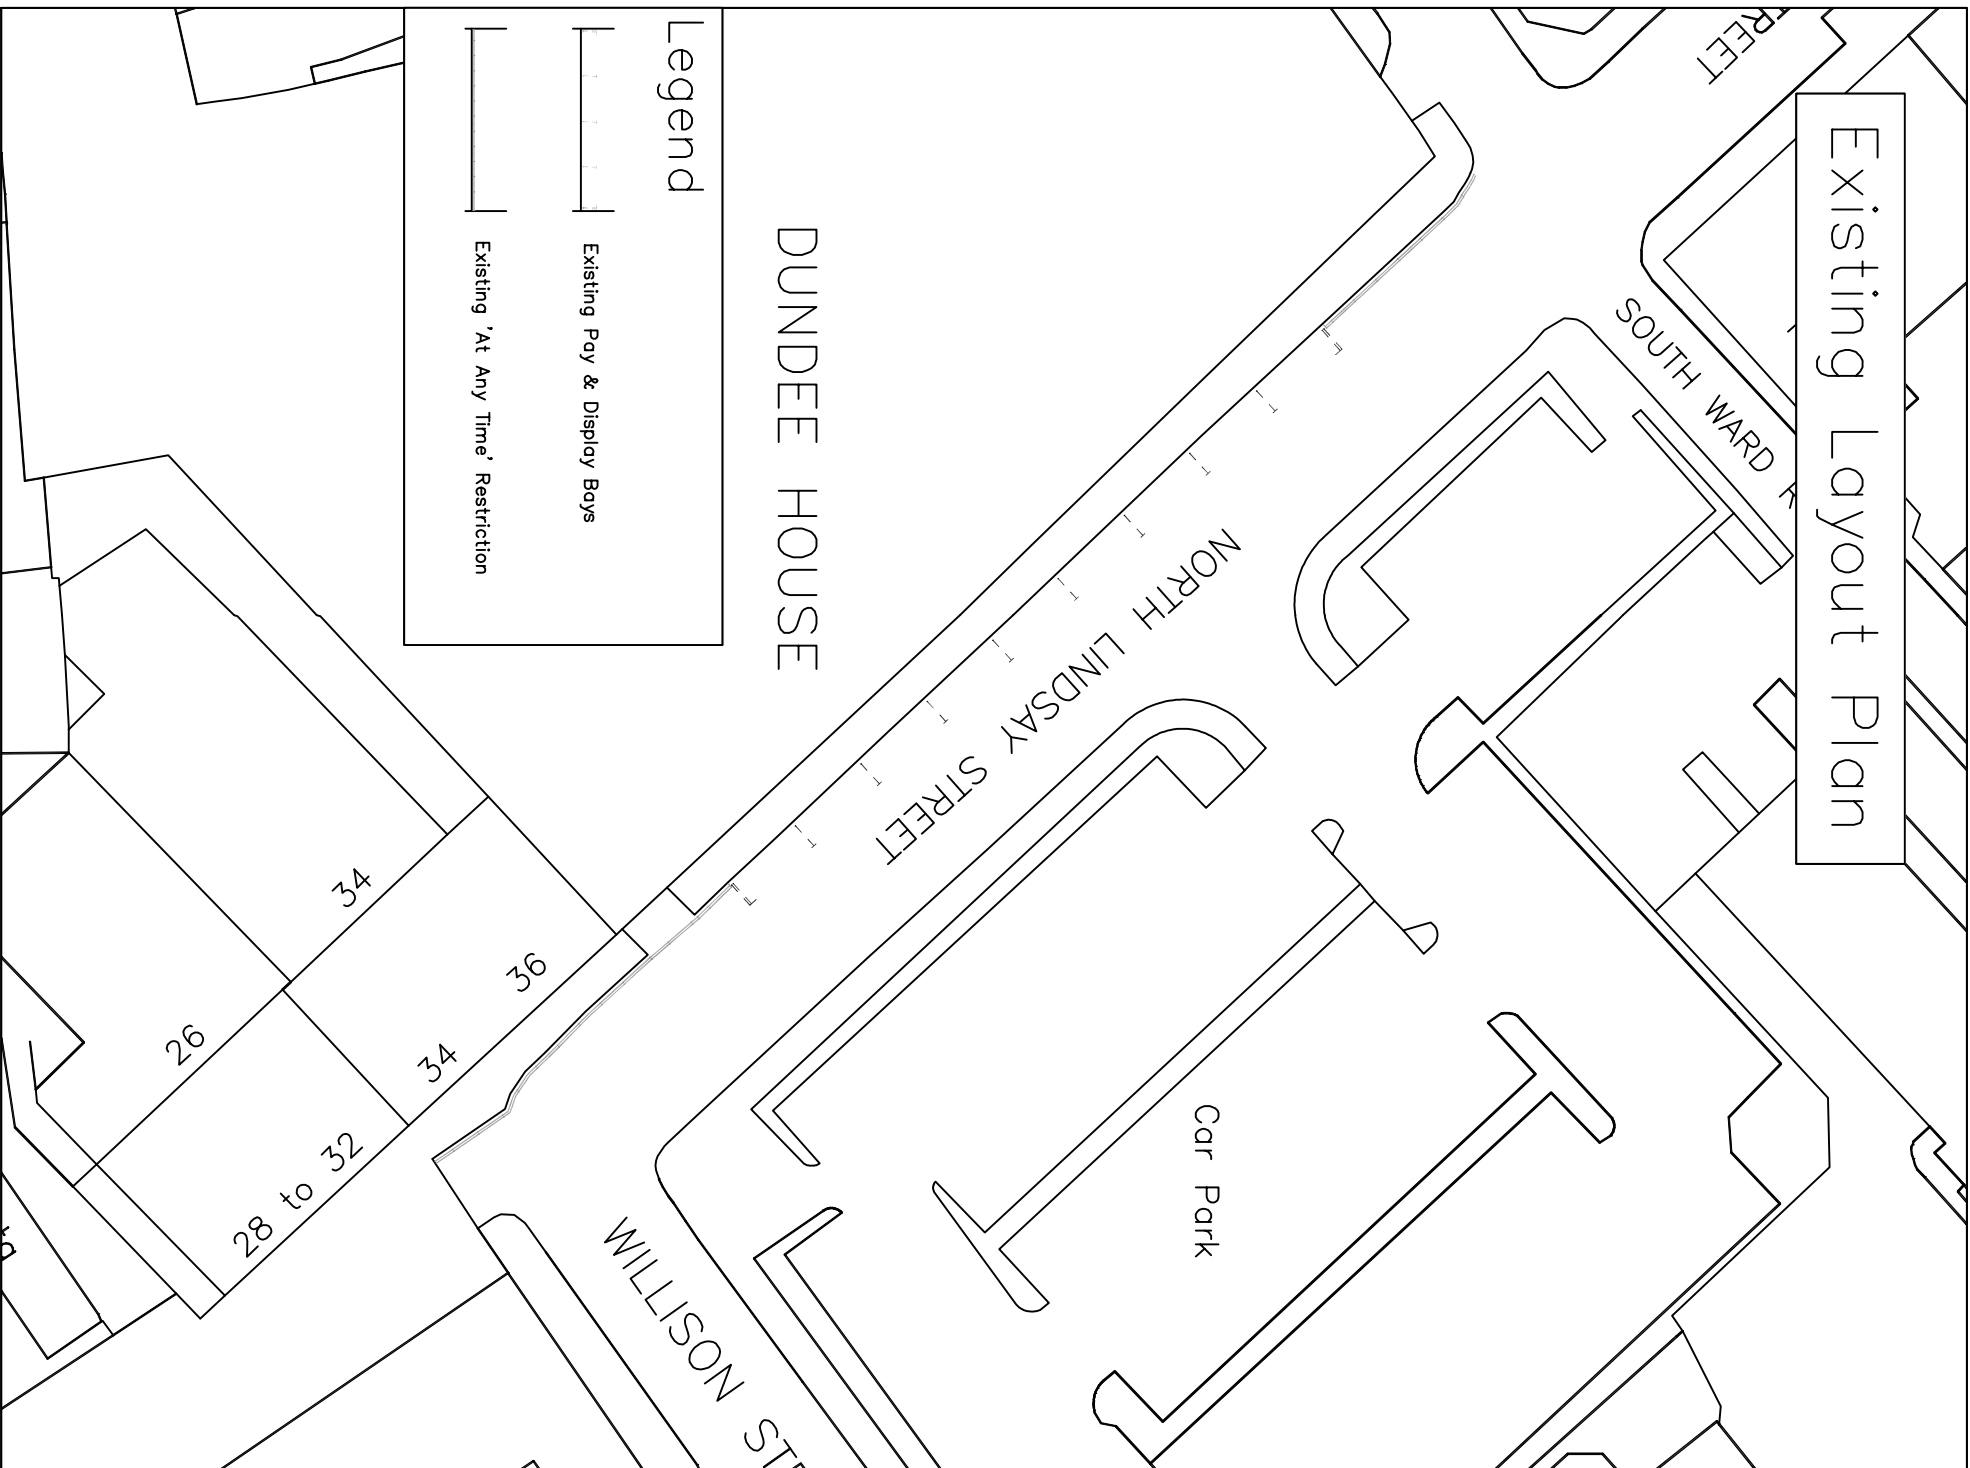 Existing Layout Plan
Legend
Existing Pay & Display Bays
Existing 'At Any Time' Restriction
DUNDEE HOUSE
SOUTH WARD
NORTH LINDSAY STREET
WILLISON
Car Park
34
36
26
34
28 to 32